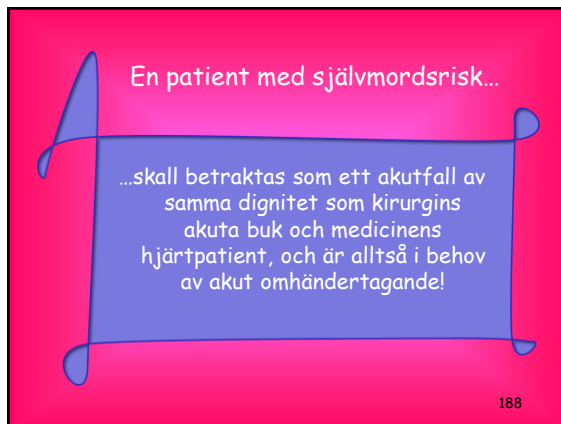 En patient med självmordsrisk…
…skall betraktas som ett akutfall av
samma dignitet som kirurgins
akuta buk och medicinens
hjärtpatient, och är alltså i behov
av akut omhändertagande!
188